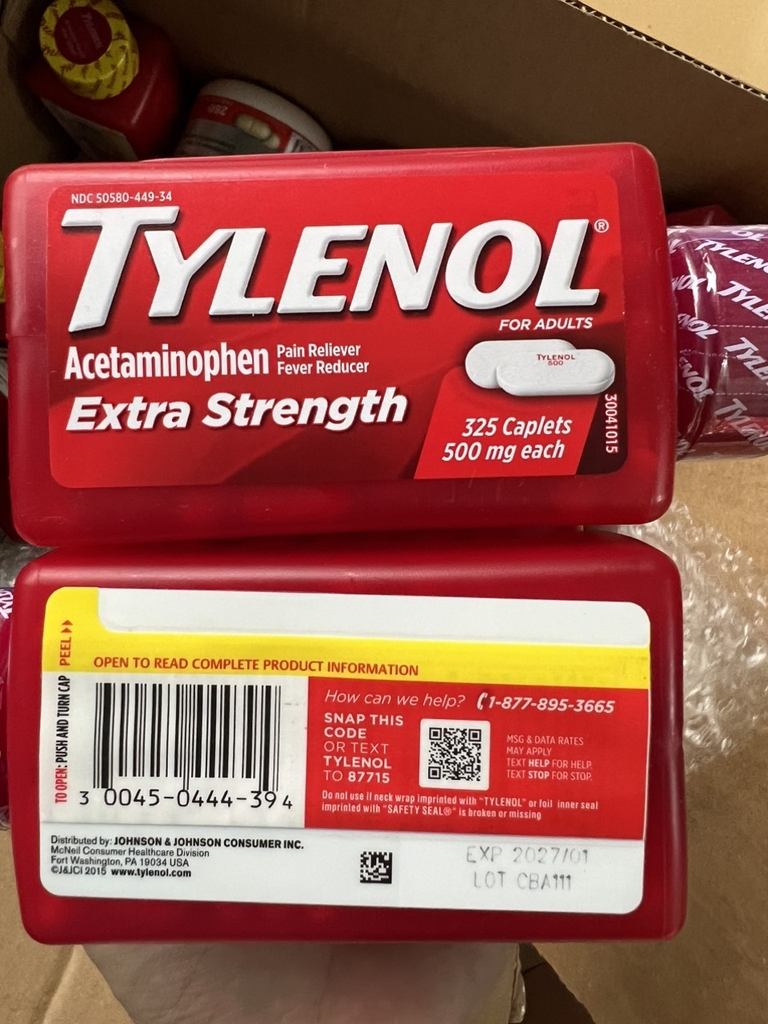 NDC 50580-449-34
TYLENOL®
FOR ADULTS
Acetaminophen Pain Reliever
Fever Reducer
Extra Strength
TYLENOL
500
325 Caplets
500 mg each
30041015
TYLENOL
TYLENOL
PEEL
OPEN TO READ COMPLETE PRODUCT INFORMATION
TO OPEN: PUSH AND TURN CAP
How can we help? 1-877-895-3665
SNAP THIS
CODE
OR TEXT
TYLENOL
TO 87715
MSG & DATA RATES
MAY APPLY
TEXT HELP FOR HELP.
TEXT STOP FOR STOP.
Do not use if neck wrap imprinted with "TYLENOL" or foil inner seal
imprinted with "SAFETY SEAL®" is broken or missing
3 0045-0444-39 4
Distributed by: JOHNSON & JOHNSON CONSUMER INC.
McNeil Consumer Healthcare Division
Fort Washington, PA 19034 USA
©J&JCI 2015 www.tylenol.com
EXP 2027/01
LOT CBA111